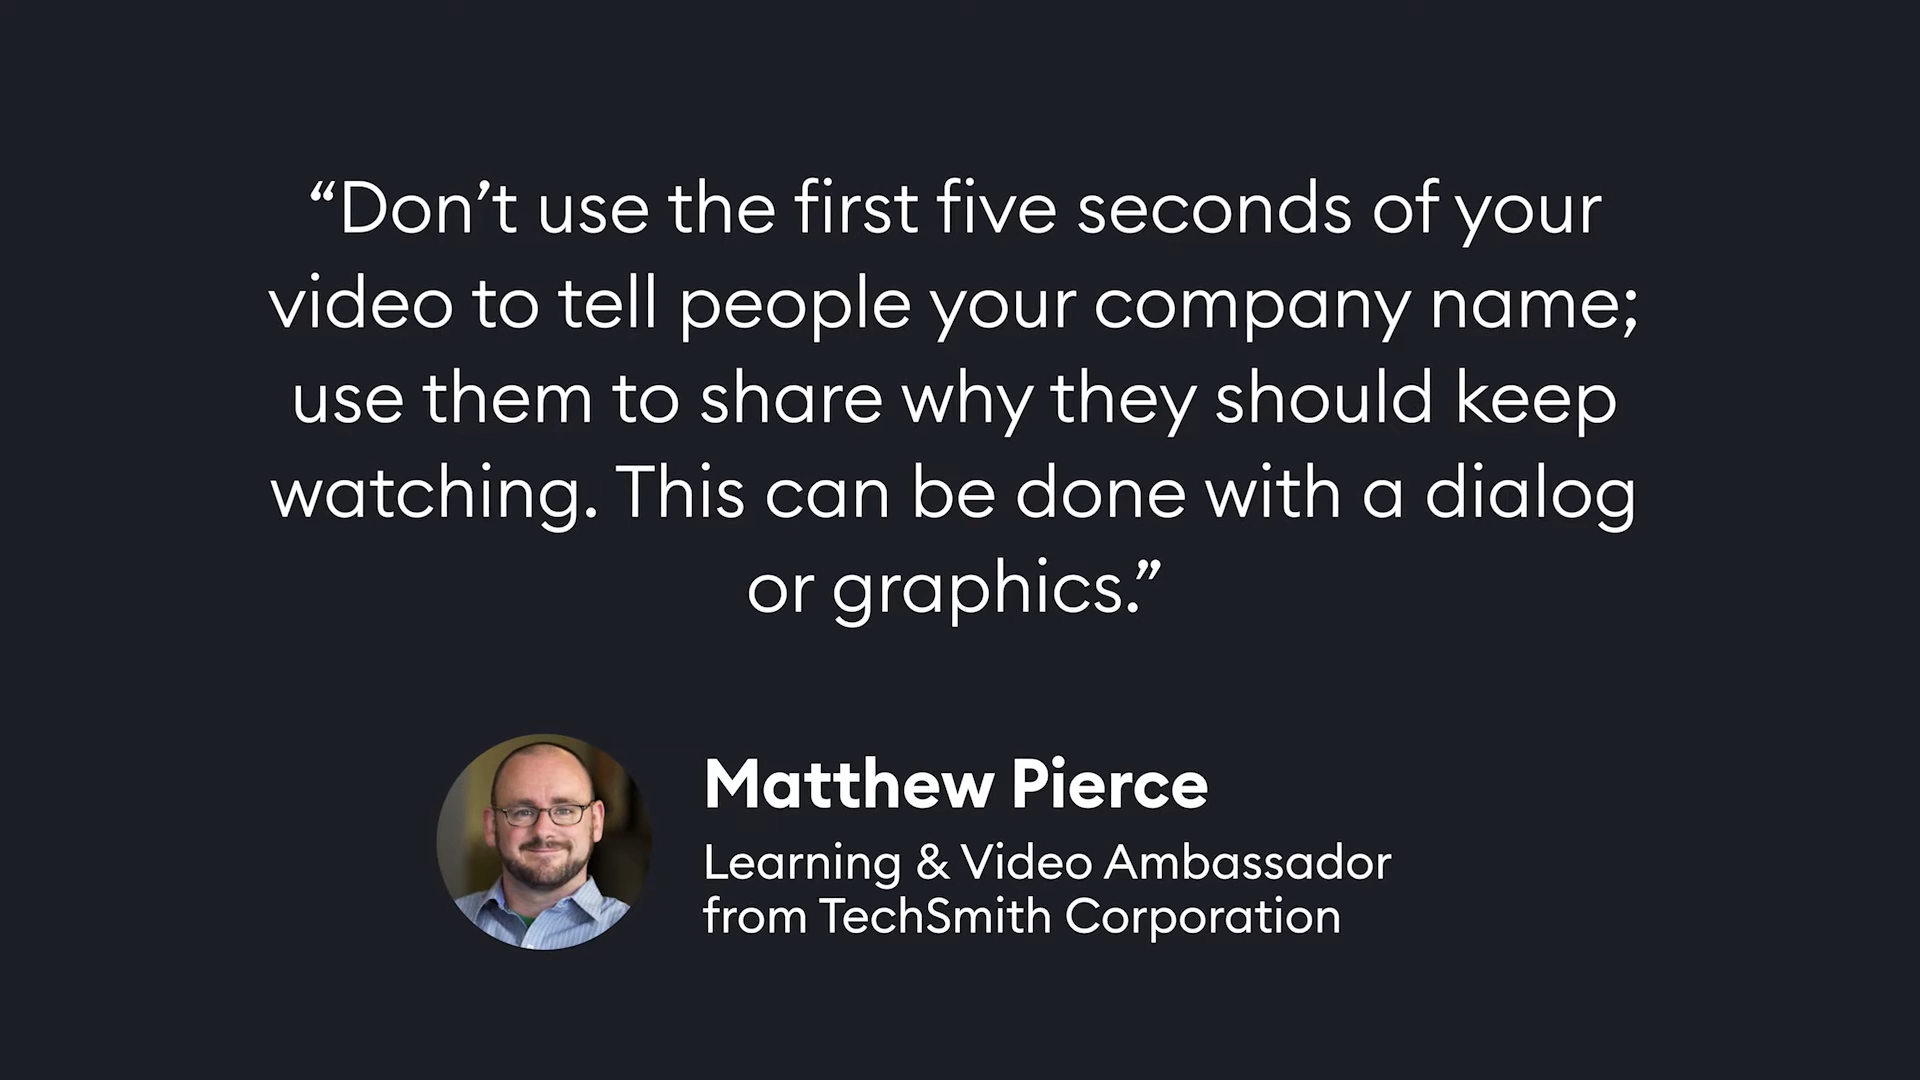 “Don’t use the first five seconds of your
video to tell people your company name;
use them to share why they should keep
watching. This can be done with a dialog
or graphics.”
Matthew Pierce
Learning & Video Ambassador
from TechSmith Corporation